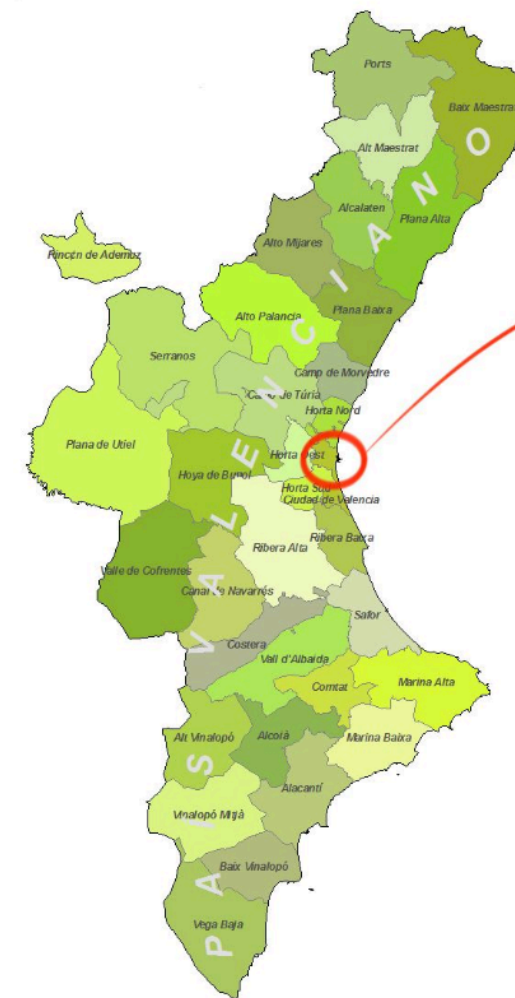 Ports
Baix Maestrat
Alt Maestrat
Alcalaten
Plana Alta
Alto Mijares
Rincón de Ademuz
Plana Baixa
Alto Palancia
Serranos
Camp de Morvedre
Camp de Túria
Horta Nord
Plana de Utiel
Horta Oest
Hoya de Buñol
Horta Sud
Ciudad de Valencia
Ribera Baixa
Ribera Alta
Valle de Cofrentes
Canal de Navarrés
Safor
Costera
Vall d'Albaida
Comtat
Marina Alta
Alt Vinalopó
Alcoià
Marina Baixa
Alacantí
Vinalopó Mitjà
Baix Vinalopó
Vega Baja
PAIS VALENCIANO